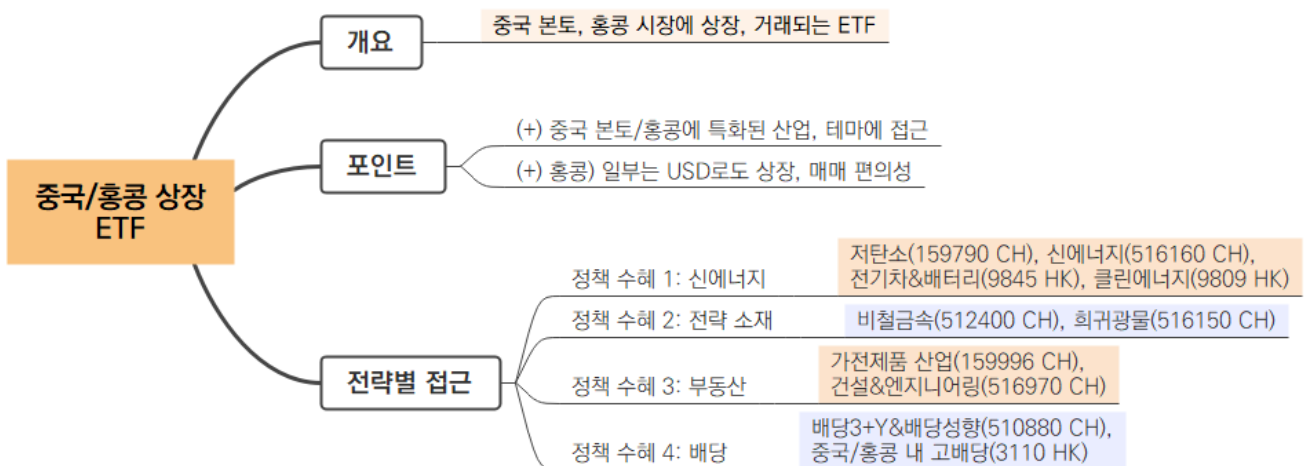 중국/홍콩 상장
ETF
개요
중국 본토, 홍콩 시장에 상장, 거래되는 ETF
포인트
(+) 중국 본토/홍콩에 특화된 산업, 테마에 접근
(+) 홍콩) 일부는 USD로도 상장, 매매 편의성
전략별 접근
정책 수혜 1: 신에너지
저탄소(159790 CH), 신에너지(516160 CH),
전기차&배터리(9845 HK), 클린에너지(9809 HK)
정책 수혜 2: 전략 소재
비철금속(512400 CH), 희귀광물(516150 CH)
정책 수혜 3: 부동산
가전제품 산업(159996 CH),
건설&엔지니어링(516970 CH)
정책 수혜 4: 배당
배당3+Y&배당성향(510880 CH),
중국/홍콩 내 고배당(3110 HK)